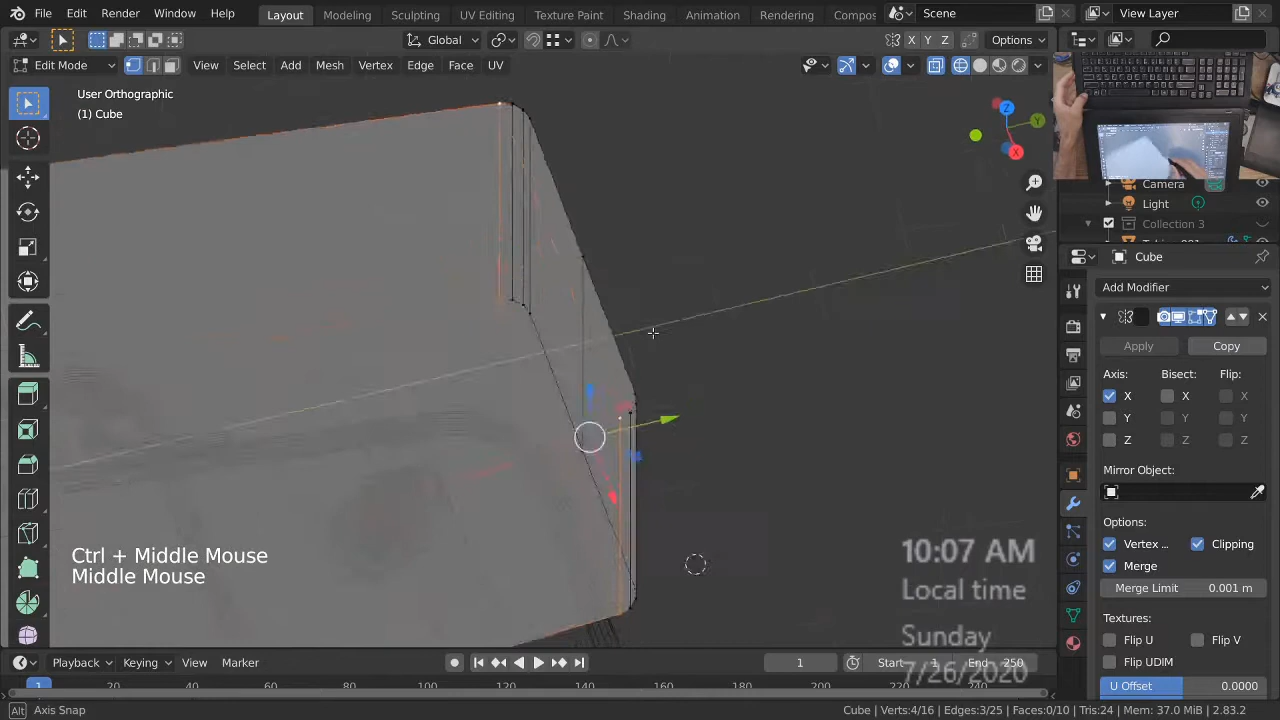 File Edit Render Window Help Layout Modeling Sculpting UV Editing Texture Paint Shading Animation Rendering Compos Scene View Layer
Global X Y Z Options
Edit Mode View Select Add Mesh Vertex Edge Face UV
User Orthographic
(1) Cube
Z
Y
X
Camera
Light
Collection 3
Cube
Add Modifier
Apply Copy
Axis: Bisect: Flip:
X X X
Y Y Y
Z Z Z
Mirror Object:
Options:
Vertex ... Clipping
Merge
Merge Limit 0.001 m
Textures:
Flip U Flip V
Flip UDIM
U Offset 0.0000
Ctrl + Middle Mouse
Middle Mouse
10:07 AM
Local time
Sunday
7/26/2020
Playback Keying View Marker 1 Start 1 End 250
1 20 40 60 80 100 120 140 160 180 200 220 240
Alt Axis Snap Cube | Verts:4/16 | Edges:3/25 | Faces:0/10 | Tris:24 | Mem: 37.0 MiB | 2.83.2